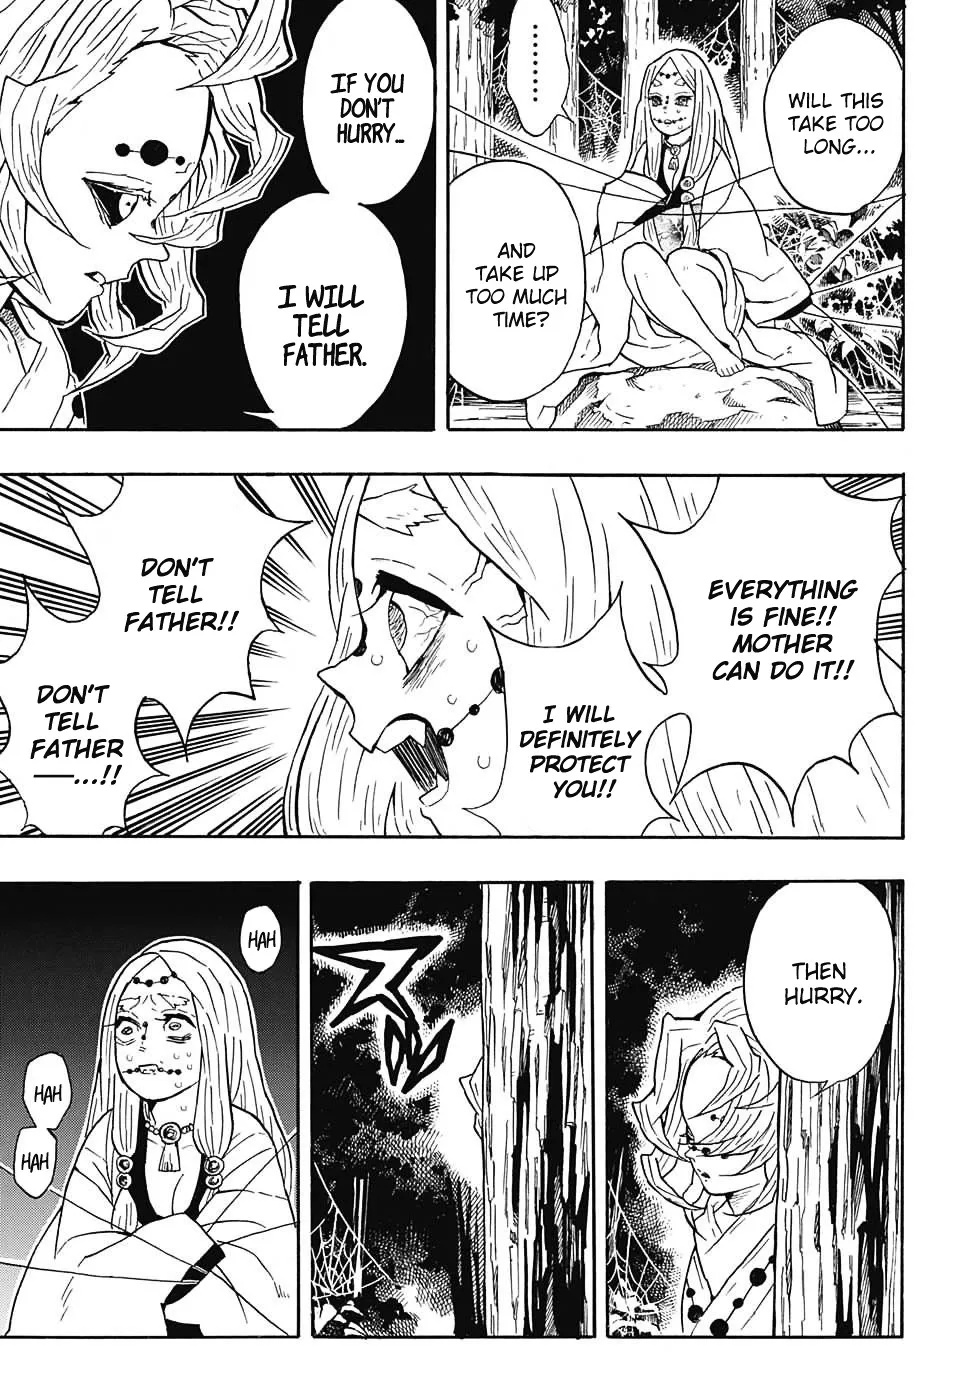 WILL THIS
TAKE TOO
LONG...
AND
TAKE UP
TOO MUCH
TIME?
.........
IF YOU
DON'T
HURRY...
I WILL
TELL
FATHER.
EVERYTHING
IS FINE!!
MOTHER
CAN DO IT!!
I WILL
DEFINITELY
PROTECT
YOU!!
DON'T
TELL
FATHER!!
DON'T
TELL
FATHER
—...!!
THEN
HURRY.
HAH
HAH
HAH